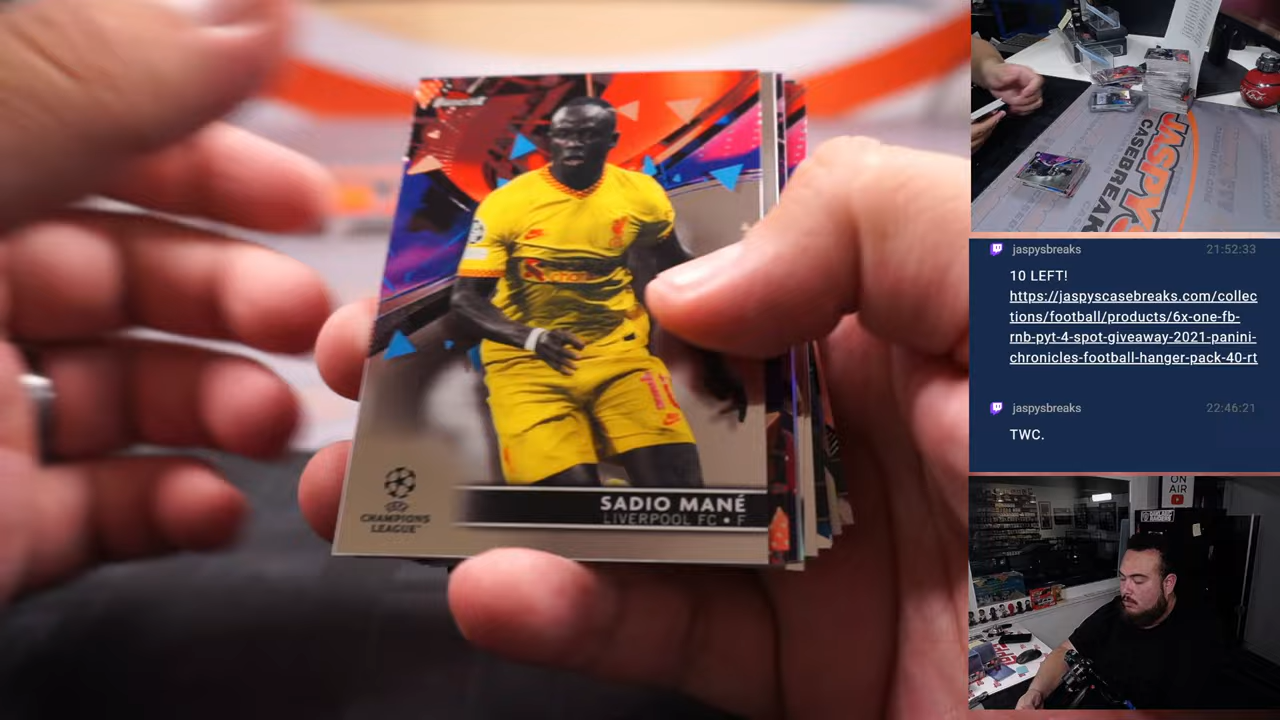 Finest
SADIO MANÉ
LIVERPOOL FC • F
CHAMPIONS
LEAGUE
JASPY'S
CASEBREAKS
jaspysbreaks 21:52:33
10 LEFT!
https://jaspyscasebreaks.com/collec
tions/football/products/6x-one-fb-
rnb-pyt-4-spot-giveaway-2021-panini-
chronicles-football-hanger-pack-40-rt
jaspysbreaks 22:46:21
TWC.
ON
AIR